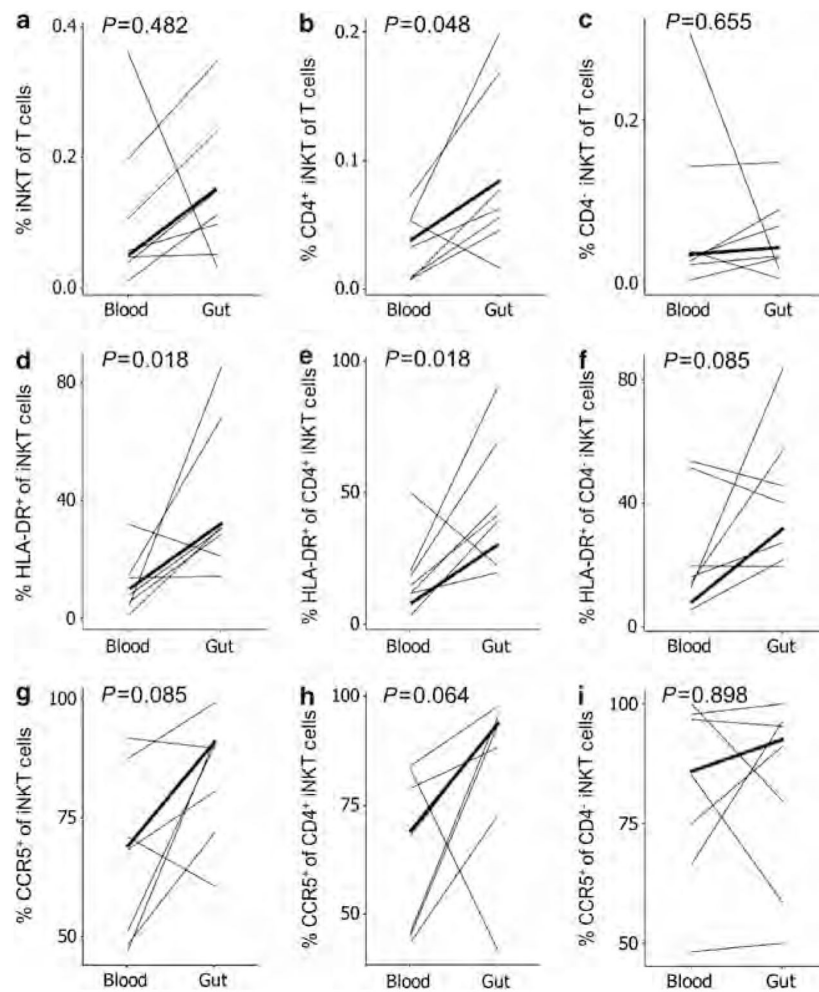 a P=0.482
% iNKT of T cells
0.4
0.2
0.0
Blood Gut
b P=0.048
% CD4⁺ iNKT of T cells
0.2
0.1
0.0
Blood Gut
c P=0.655
% CD4⁻ iNKT of T cells
0.2
0.0
Blood Gut
d P=0.018
% HLA-DR⁺ of iNKT cells
80
40
0
Blood Gut
e P=0.018
% HLA-DR⁺ of CD4⁺ iNKT cells
100
50
0
Blood Gut
f P=0.085
% HLA-DR⁺ of CD4⁻ iNKT cells
80
40
0
Blood Gut
g P=0.085
% CCR5⁺ of iNKT cells
100
75
50
Blood Gut
h P=0.064
% CCR5⁺ of CD4⁺ iNKT cells
100
75
50
Blood Gut
i P=0.898
% CCR5⁺ of CD4⁻ iNKT cells
100
75
50
Blood Gut